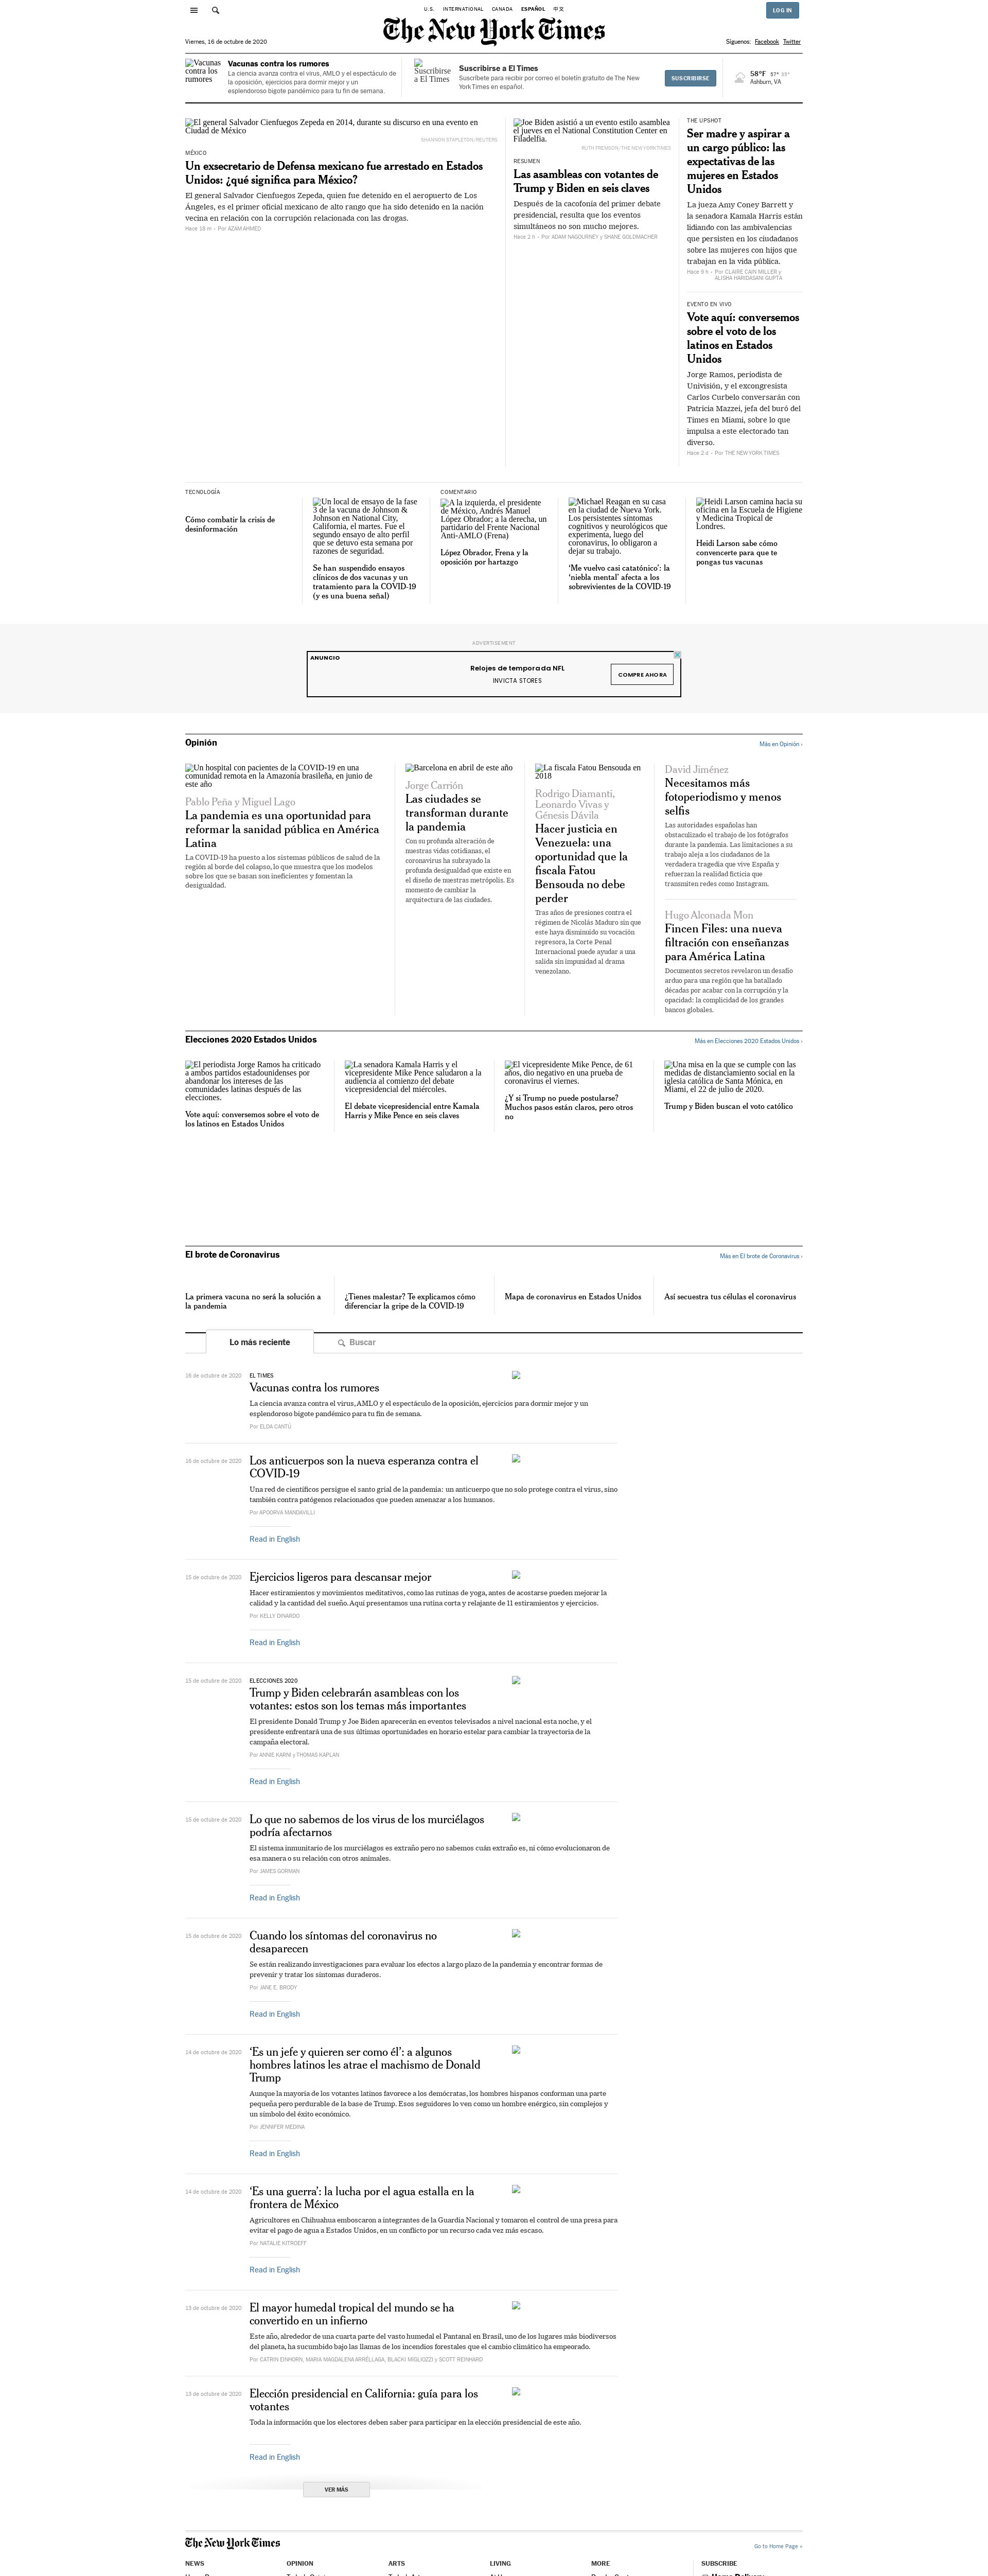 U.S. INTERNATIONAL CANADA ESPAÑOL 中文
LOG IN
The New York Times
Viernes, 16 de octubre de 2020
Síguenos: Facebook Twitter
Vacunas contra los rumores
Vacunas contra los rumores
La ciencia avanza contra el virus, AMLO y el espectáculo de la oposición, ejercicios para dormir mejor y un esplendoroso bigote pandémico para tu fin de semana.
Suscribirse a El Times
Suscribirse a El Times
Suscríbete para recibir por correo el boletín gratuito de The New York Times en español.
SUSCRIBIRSE
58°F 57° 39°
Ashburn, VA
El general Salvador Cienfuegos Zepeda en 2014, durante su discurso en una evento en Ciudad de México
SHANNON STAPLETON/REUTERS
MÉXICO
Un exsecretario de Defensa mexicano fue arrestado en Estados Unidos: ¿qué significa para México?
El general Salvador Cienfuegos Zepeda, quien fue detenido en el aeropuerto de Los Ángeles, es el primer oficial mexicano de alto rango que ha sido detenido en la nación vecina en relación con la corrupción relacionada con las drogas.
Hace 16 m - Por AZAM AHMED
Joe Biden asistió a un evento estilo asamblea el jueves en el National Constitution Center en Filadelfia.
RUTH FREMSON/THE NEW YORK TIMES
RESUMEN
Las asambleas con votantes de Trump y Biden en seis claves
Después de la cacofonía del primer debate presidencial, resulta que los eventos simultáneos no son mucho mejores.
Hace 2 h - Por ADAM NAGOURNEY y SHANE GOLDMACHER
THE UPSHOT
Ser madre y aspirar a un cargo público: las expectativas de las mujeres en Estados Unidos
La jueza Amy Coney Barrett y la senadora Kamala Harris están lidiando con las ambivalencias que persisten en los ciudadanos sobre las mujeres con hijos que trabajan en la vida pública.
Hace 9 h - Por CLAIRE CAIN MILLER y ALISHA HARIDASANI GUPTA
EVENTO EN VIVO
Vote aquí: conversemos sobre el voto de los latinos en Estados Unidos
Jorge Ramos, periodista de Univisión, y el excongresista Carlos Curbelo conversarán con Patricia Mazzei, jefa del buró del Times en Miami, sobre lo que impulsa a este electorado tan diverso.
Hace 2 d - Por THE NEW YORK TIMES
TECNOLOGÍA
Cómo combatir la crisis de desinformación
Un local de ensayo de la fase 3 de la vacuna de Johnson & Johnson en National City, California, el martes. Fue el segundo ensayo de alto perfil que se detuvo esta semana por razones de seguridad.
Se han suspendido ensayos clínicos de dos vacunas y un tratamiento para la COVID-19 (y es una buena señal)
COMENTARIO
A la izquierda, el presidente de México, Andrés Manuel López Obrador; a la derecha, un partidario del Frente Nacional Anti-AMLO (Frena)
López Obrador, Frena y la oposición por hartazgo
Michael Reagan en su casa en la ciudad de Nueva York. Los persistentes síntomas cognitivos y neurológicos que experimenta, luego del coronavirus, lo obligaron a dejar su trabajo.
‘Me vuelvo casi catatónico’: la ‘niebla mental’ afecta a los sobrevivientes de la COVID-19
Heidi Larson camina hacia su oficina en la Escuela de Higiene y Medicina Tropical de Londres.
Heidi Larson sabe cómo convencerte para que te pongas tus vacunas
ADVERTISEMENT
ANUNCIO
Relojes de temporada NFL
INVICTA STORES
COMPRE AHORA
Opinión
Más en Opinión ›
Un hospital con pacientes de la COVID-19 en una comunidad remota en la Amazonía brasileña, en junio de este año
Pablo Peña y Miguel Lago
La pandemia es una oportunidad para reformar la sanidad pública en América Latina
La COVID-19 ha puesto a los sistemas públicos de salud de la región al borde del colapso, lo que muestra que los modelos sobre los que se basan son ineficientes y fomentan la desigualdad.
Barcelona en abril de este año
Jorge Carrión
Las ciudades se transforman durante la pandemia
Con su profunda alteración de nuestras vidas cotidianas, el coronavirus ha subrayado la profunda desigualdad que existe en el diseño de nuestras metrópolis. Es momento de cambiar la arquitectura de las ciudades.
La fiscala Fatou Bensouda en 2018
Rodrigo Diamanti, Leonardo Vivas y Génesis Dávila
Hacer justicia en Venezuela: una oportunidad que la fiscala Fatou Bensouda no debe perder
Tras años de presiones contra el régimen de Nicolás Maduro sin que este haya disminuido su vocación represora, la Corte Penal Internacional puede ayudar a una salida sin impunidad al drama venezolano.
David Jiménez
Necesitamos más fotoperiodismo y menos selfis
Las autoridades españolas han obstaculizado el trabajo de los fotógrafos durante la pandemia. Las limitaciones a su trabajo aleja a los ciudadanos de la verdadera tragedia que vive España y refuerzan la realidad ficticia que transmiten redes como Instagram.
Hugo Alconada Mon
Fincen Files: una nueva filtración con enseñanzas para América Latina
Documentos secretos revelaron un desafío arduo para una región que ha batallado décadas por acabar con la corrupción y la opacidad: la complicidad de los grandes bancos globales.
Elecciones 2020 Estados Unidos
Más en Elecciones 2020 Estados Unidos ›
El periodista Jorge Ramos ha criticado a ambos partidos estadounidenses por abandonar los intereses de las comunidades latinas después de las elecciones.
Vote aquí: conversemos sobre el voto de los latinos en Estados Unidos
La senadora Kamala Harris y el vicepresidente Mike Pence saludaron a la audiencia al comienzo del debate vicepresidencial del miércoles.
El debate vicepresidencial entre Kamala Harris y Mike Pence en seis claves
El vicepresidente Mike Pence, de 61 años, dio negativo en una prueba de coronavirus el viernes.
¿Y si Trump no puede postularse? Muchos pasos están claros, pero otros no
Una misa en la que se cumple con las medidas de distanciamiento social en la iglesia católica de Santa Mónica, en Miami, el 22 de julio de 2020.
Trump y Biden buscan el voto católico
El brote de Coronavirus
Más en El brote de Coronavirus ›
La primera vacuna no será la solución a la pandemia
¿Tienes malestar? Te explicamos cómo diferenciar la gripe de la COVID-19
Mapa de coronavirus en Estados Unidos
Así secuestra tus células el coronavirus
Lo más reciente
Buscar
16 de octubre de 2020
EL TIMES
Vacunas contra los rumores
La ciencia avanza contra el virus, AMLO y el espectáculo de la oposición, ejercicios para dormir mejor y un esplendoroso bigote pandémico para tu fin de semana.
Por ELDA CANTÚ
16 de octubre de 2020
Los anticuerpos son la nueva esperanza contra el COVID-19
Una red de científicos persigue el santo grial de la pandemia: un anticuerpo que no solo protege contra el virus, sino también contra patógenos relacionados que pueden amenazar a los humanos.
Por APOORVA MANDAVILLI
Read in English
15 de octubre de 2020
Ejercicios ligeros para descansar mejor
Hacer estiramientos y movimientos meditativos, como las rutinas de yoga, antes de acostarse pueden mejorar la calidad y la cantidad del sueño. Aquí presentamos una rutina corta y relajante de 11 estiramientos y ejercicios.
Por KELLY DINARDO
Read in English
15 de octubre de 2020
ELECCIONES 2020
Trump y Biden celebrarán asambleas con los votantes: estos son los temas más importantes
El presidente Donald Trump y Joe Biden aparecerán en eventos televisados a nivel nacional esta noche, y el presidente enfrentará una de sus últimas oportunidades en horario estelar para cambiar la trayectoria de la campaña electoral.
Por ANNIE KARNI y THOMAS KAPLAN
Read in English
15 de octubre de 2020
Lo que no sabemos de los virus de los murciélagos podría afectarnos
El sistema inmunitario de los murciélagos es extraño pero no sabemos cuán extraño es, ni cómo evolucionaron de esa manera o su relación con otros animales.
Por JAMES GORMAN
Read in English
15 de octubre de 2020
Cuando los síntomas del coronavirus no desaparecen
Se están realizando investigaciones para evaluar los efectos a largo plazo de la pandemia y encontrar formas de prevenir y tratar los síntomas duraderos.
Por JANE E. BRODY
Read in English
14 de octubre de 2020
‘Es un jefe y quieren ser como él’: a algunos hombres latinos les atrae el machismo de Donald Trump
Aunque la mayoría de los votantes latinos favorece a los demócratas, los hombres hispanos conforman una parte pequeña pero perdurable de la base de Trump. Esos seguidores lo ven como un hombre enérgico, sin complejos y un símbolo del éxito económico.
Por JENNIFER MEDINA
Read in English
14 de octubre de 2020
‘Es una guerra’: la lucha por el agua estalla en la frontera de México
Agricultores en Chihuahua emboscaron a integrantes de la Guardia Nacional y tomaron el control de una presa para evitar el pago de agua a Estados Unidos, en un conflicto por un recurso cada vez más escaso.
Por NATALIE KITROEFF
Read in English
13 de octubre de 2020
El mayor humedal tropical del mundo se ha convertido en un infierno
Este año, alrededor de una cuarta parte del vasto humedal el Pantanal en Brasil, uno de los lugares más biodiversos del planeta, ha sucumbido bajo las llamas de los incendios forestales que el cambio climático ha empeorado.
Por CATRIN EINHORN, MARIA MAGDALENA ARRÉLLAGA, BLACKI MIGLIOZZI y SCOTT REINHARD
13 de octubre de 2020
Elección presidencial en California: guía para los votantes
Toda la información que los electores deben saber para participar en la elección presidencial de este año.
Read in English
VER MÁS
The New York Times
Go to Home Page »
NEWS OPINION ARTS LIVING MORE SUBSCRIBE